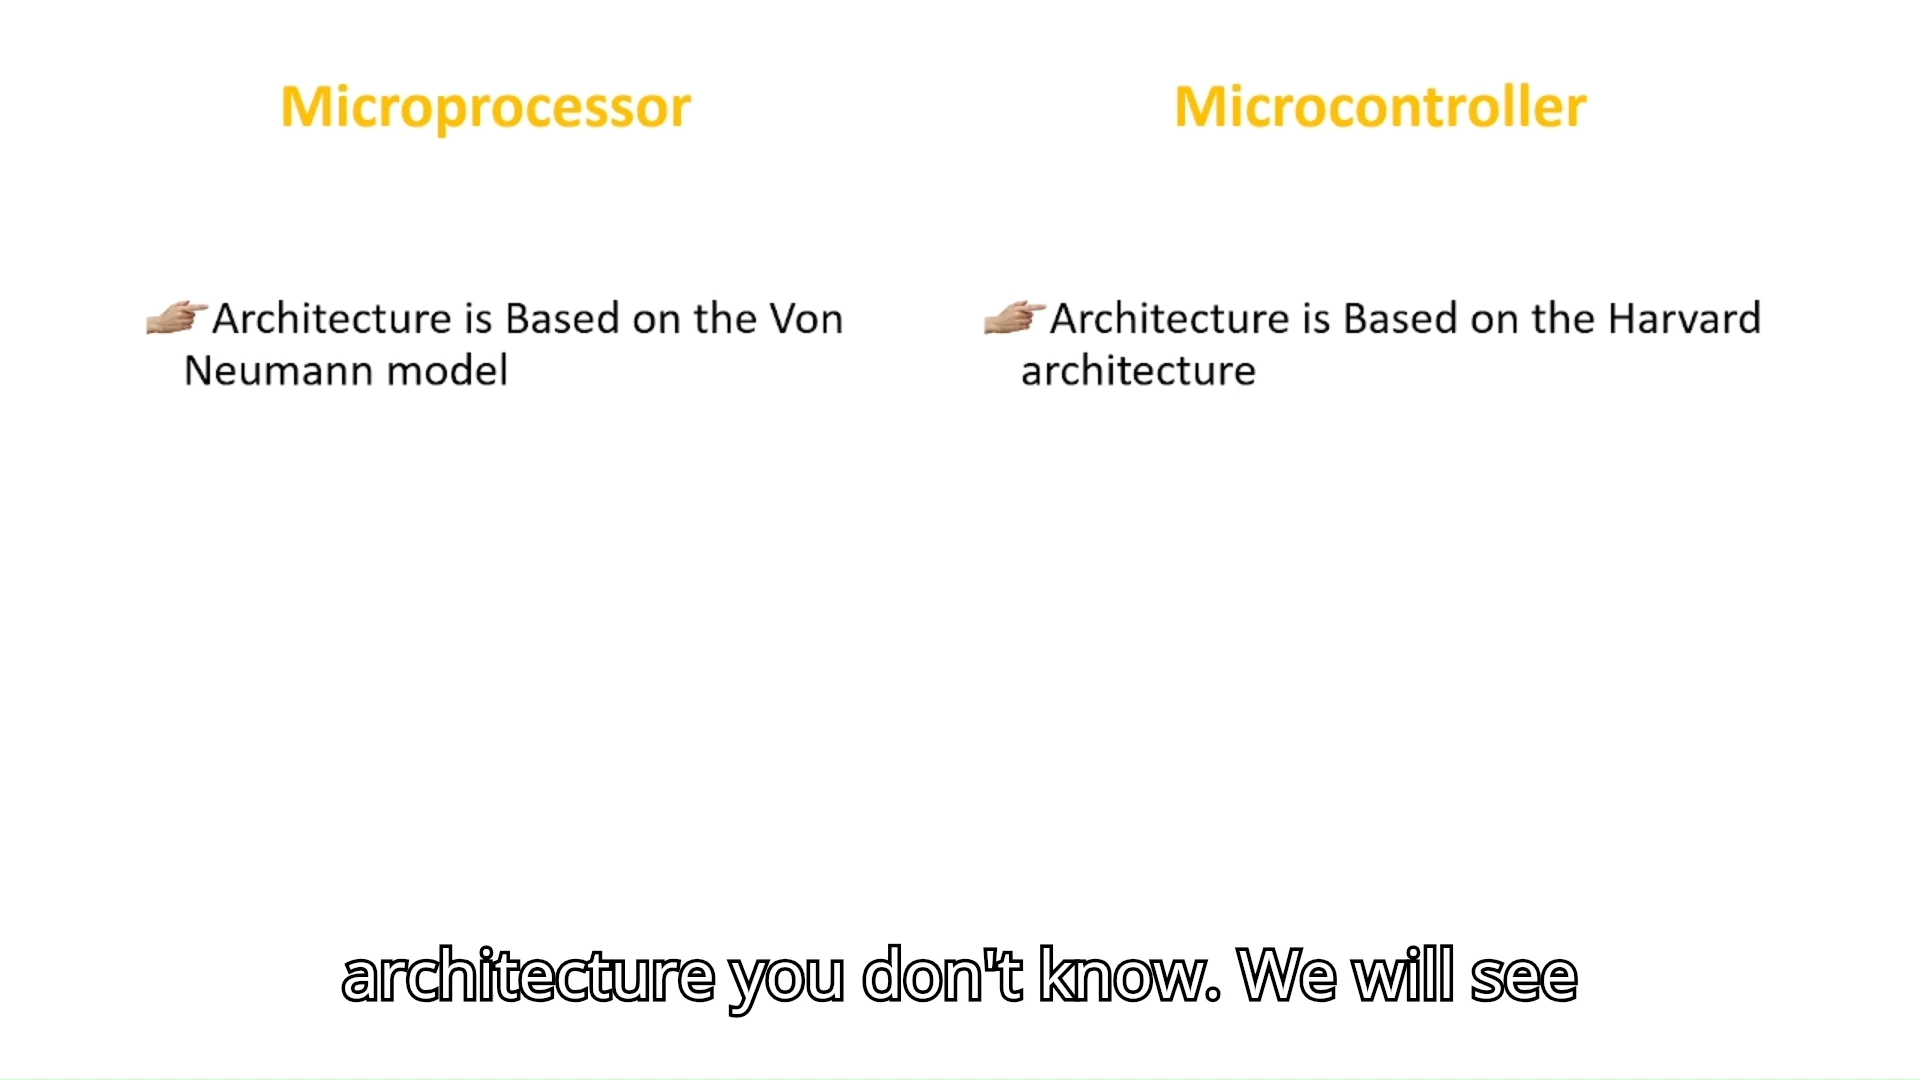 Microprocessor
Microcontroller
Architecture is Based on the Von
Neumann model
Architecture is Based on the Harvard
architecture
architecture you don't know. We will see